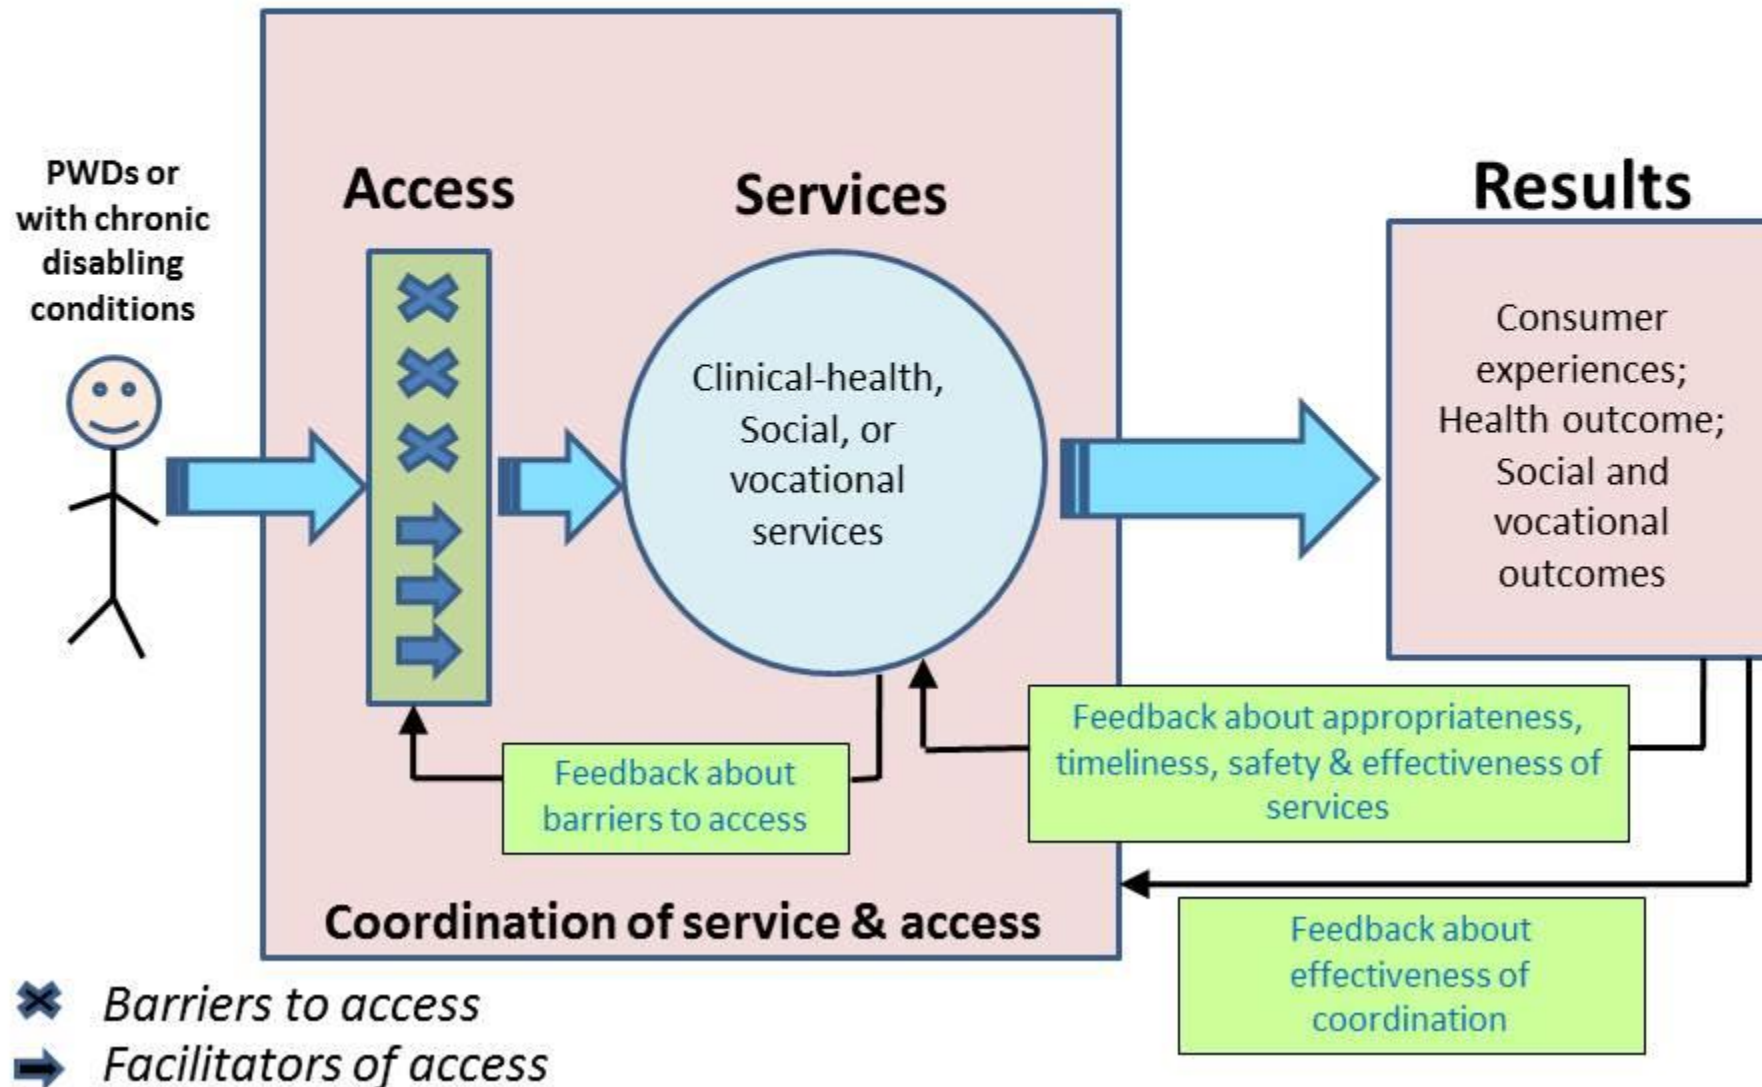 PWDs or
with chronic
disabling
conditions
Access
Services
Clinical-health,
Social, or
vocational
services
Results
Consumer
experiences;
Health outcome;
Social and
vocational
outcomes
Feedback about
barriers to access
Feedback about appropriateness,
timeliness, safety & effectiveness of
services
Coordination of service & access
Feedback about
effectiveness of
coordination
Barriers to access
Facilitators of access